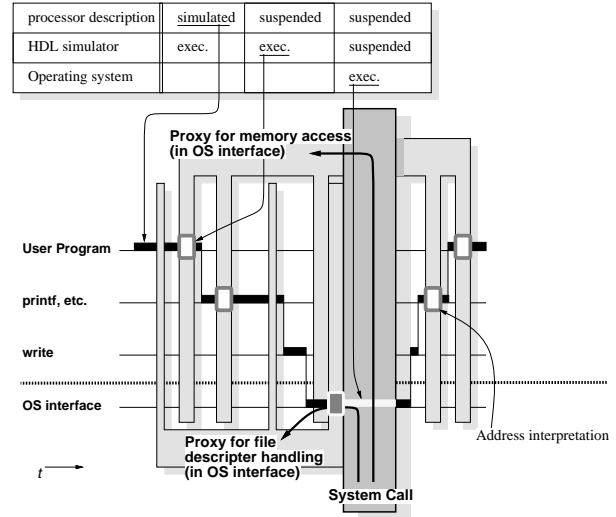 processor description simulated suspended suspended
HDL simulator exec. exec. suspended
Operating system exec.
Proxy for memory access
(in OS interface)
User Program
printf, etc.
write
OS interface
Address interpretation
Proxy for file
descripter handling
(in OS interface)
t
System Call